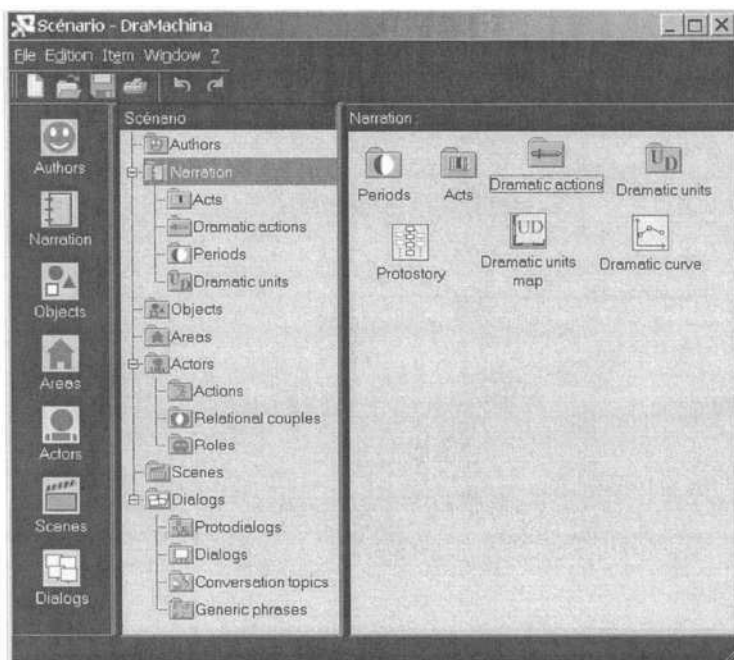 Scénario - DraMachina
File Edition Item Window ?
Authors
Narration
Objects
Areas
Actors
Scenes
Dialogs
Scénario
Authors
Narration
Acts
Dramatic actions
Periods
Dramatic units
Objects
Areas
Actors
Actions
Relational couples
Roles
Scenes
Dialogs
Protodialogs
Dialogs
Conversation topics
Generic phrases
Narration :
Periods
Acts
Dramatic actions
UD
Dramatic units
Protostory
UD
Dramatic units
map
Dramatic curve